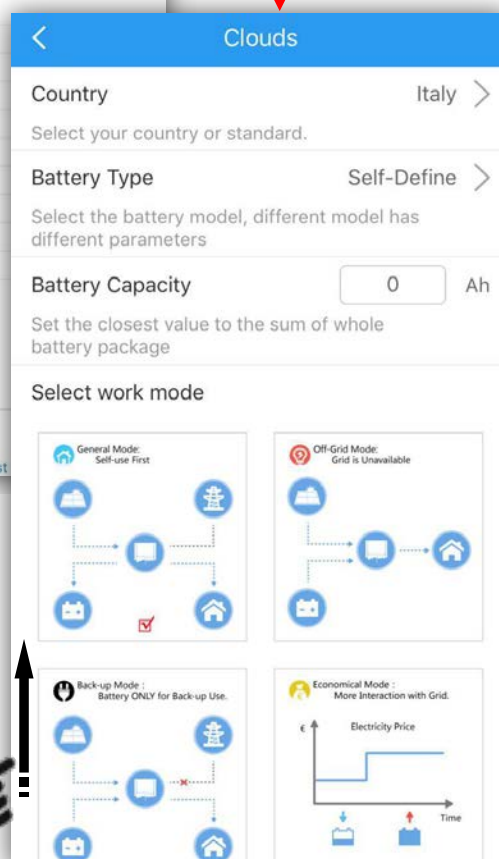 Clouds
Country Italy
Select your country or standard.
Battery Type Self-Define
Select the battery model, different model has
different parameters
Battery Capacity 0 Ah
Set the closest value to the sum of whole
battery package
Select work mode
st
General Mode:
Self-use First
Off-Grid Mode:
Grid is Unavailable
Back-up Mode :
Battery ONLY for Back-up Use.
Economical Mode :
More Interaction with Grid.
€ Electricity Price
Time